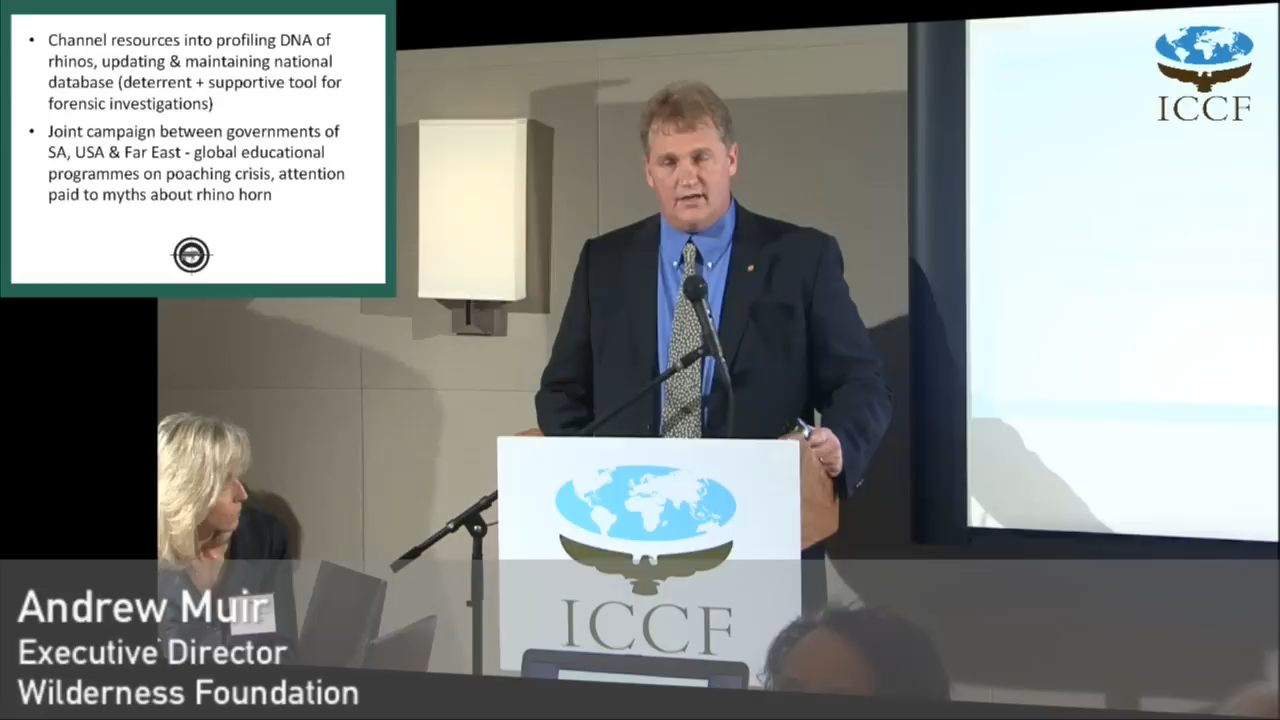 • Channel resources into profiling DNA of
rhinos, updating & maintaining national
database (deterrent + supportive tool for
forensic investigations)
• Joint campaign between governments of
SA, USA & Far East - global educational
programmes on poaching crisis, attention
paid to myths about rhino horn
ICCF
ICCF
Andrew Muir
Executive Director
Wilderness Foundation